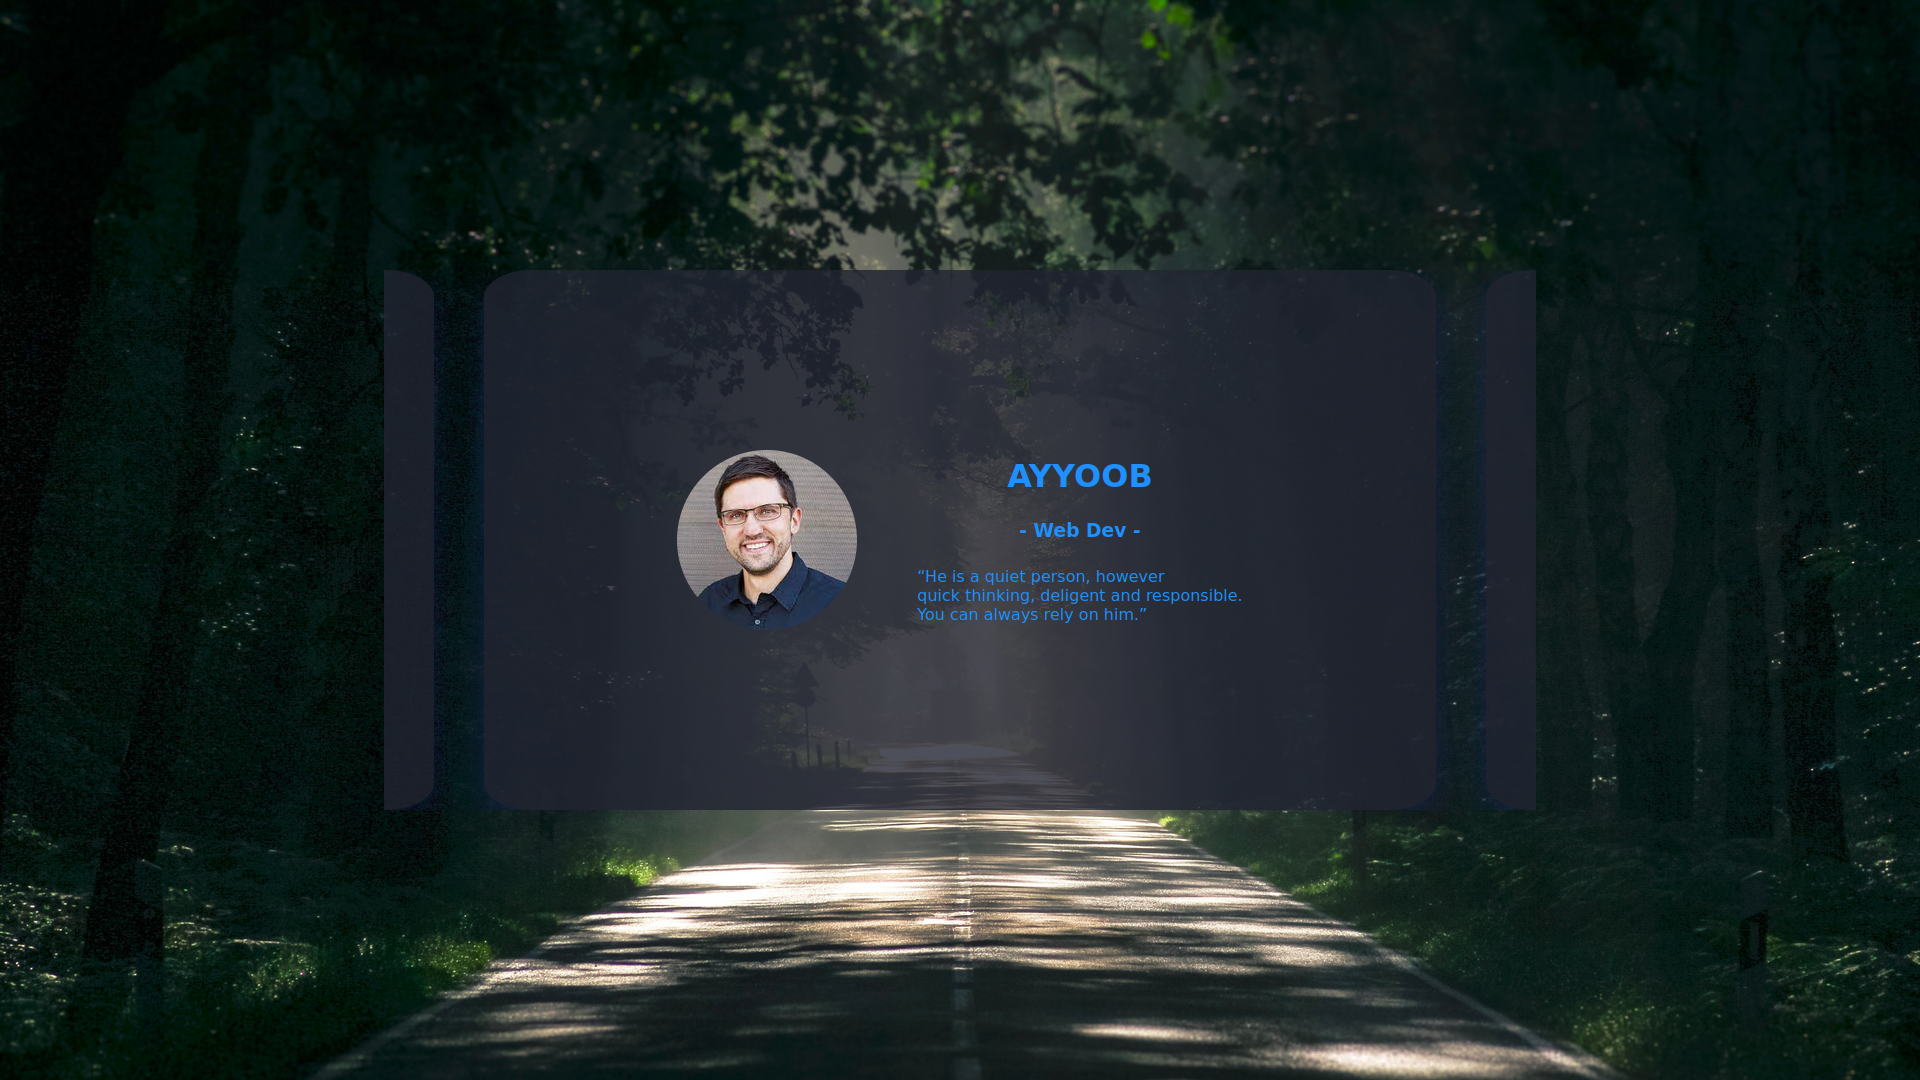 AYYOOB
- Web Dev -
“He is a quiet person, however
quick thinking, deligent and responsible.
You can always rely on him.”